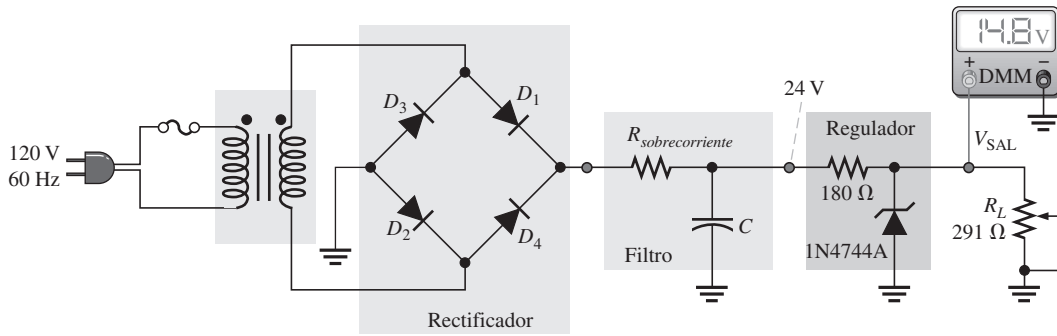 120 V
60 Hz
D3
D1
D2
D4
Rectificador
Rsobrecorriente
C
Filtro
24 V
Regulador
180 Ω
1N4744A
14.8 V
+ DMM −
VSAL
RL
291 Ω